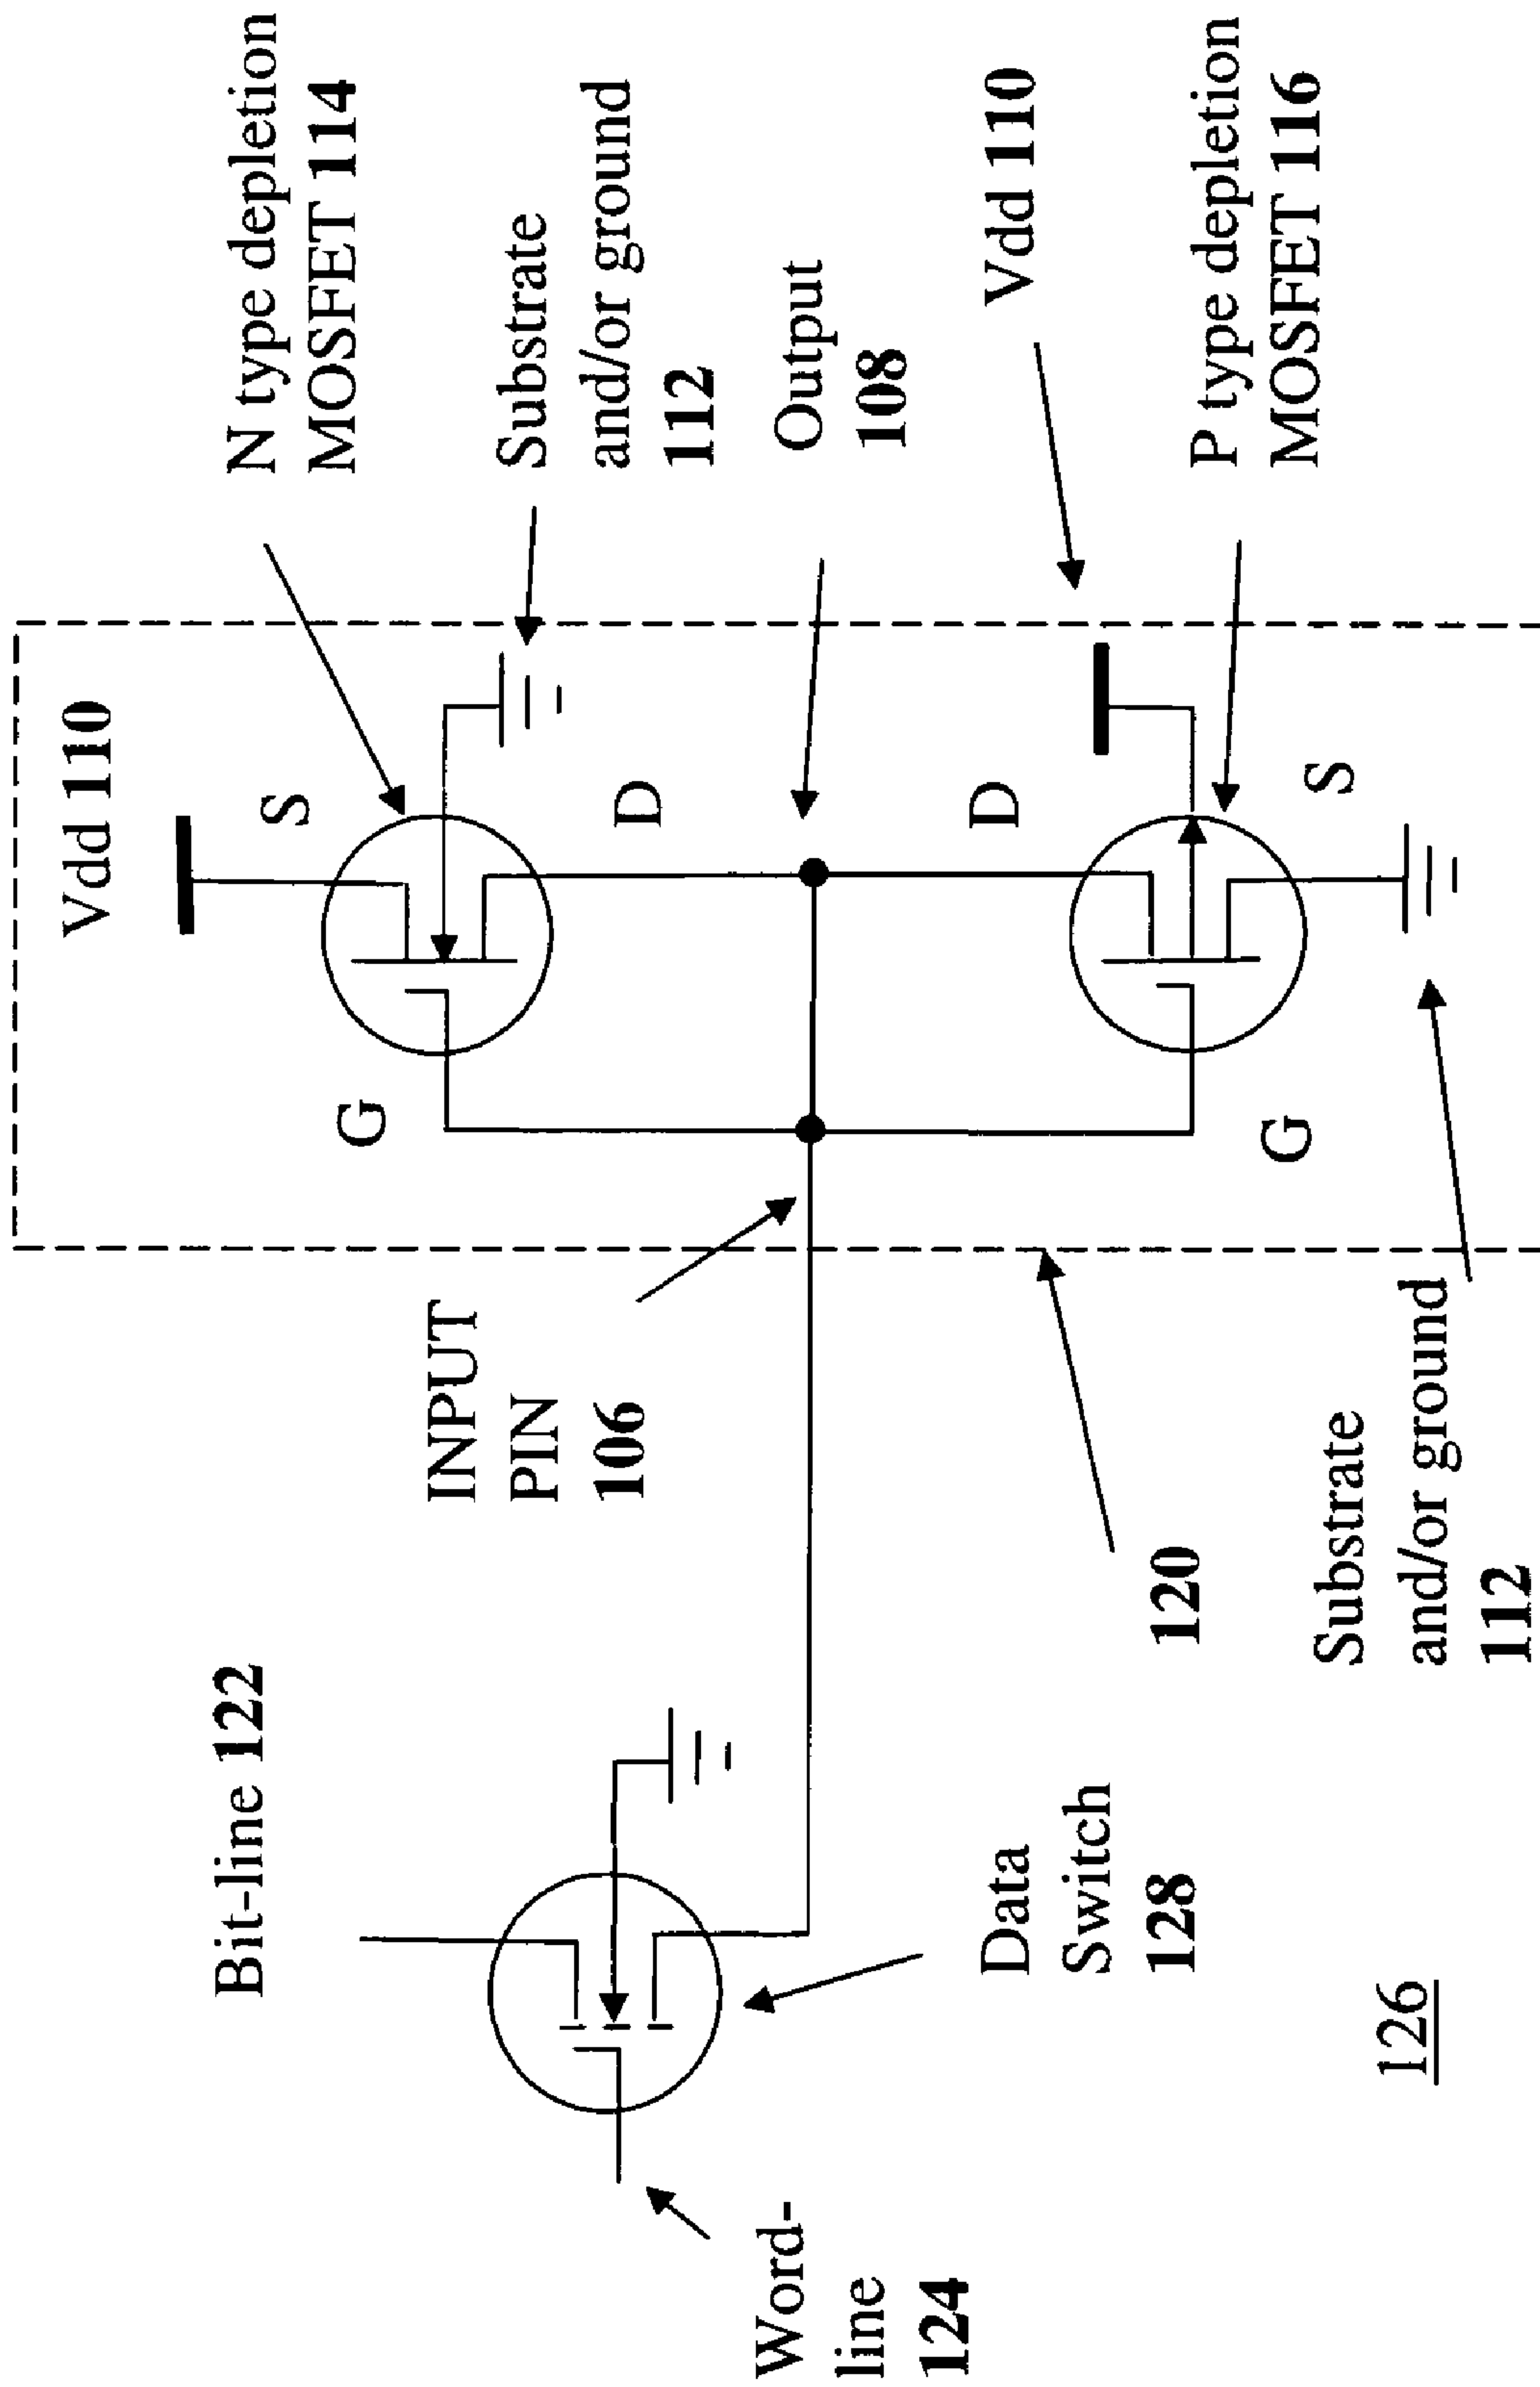 Bit-line 122
Word-
line
124
Data
Switch
128
126
INPUT
PIN
106
120
Substrate
and/or ground
112
Vdd 110
S
G
D
D
G
S
N type depletion
MOSFET 114
Substrate
and/or ground
112
Output
108
Vdd 110
P type depletion
MOSFET 116